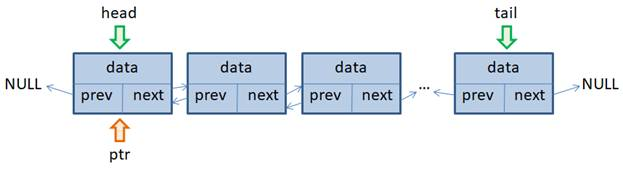 head tail
data data data data
NULL prev next prev next prev next ... prev next NULL
ptr